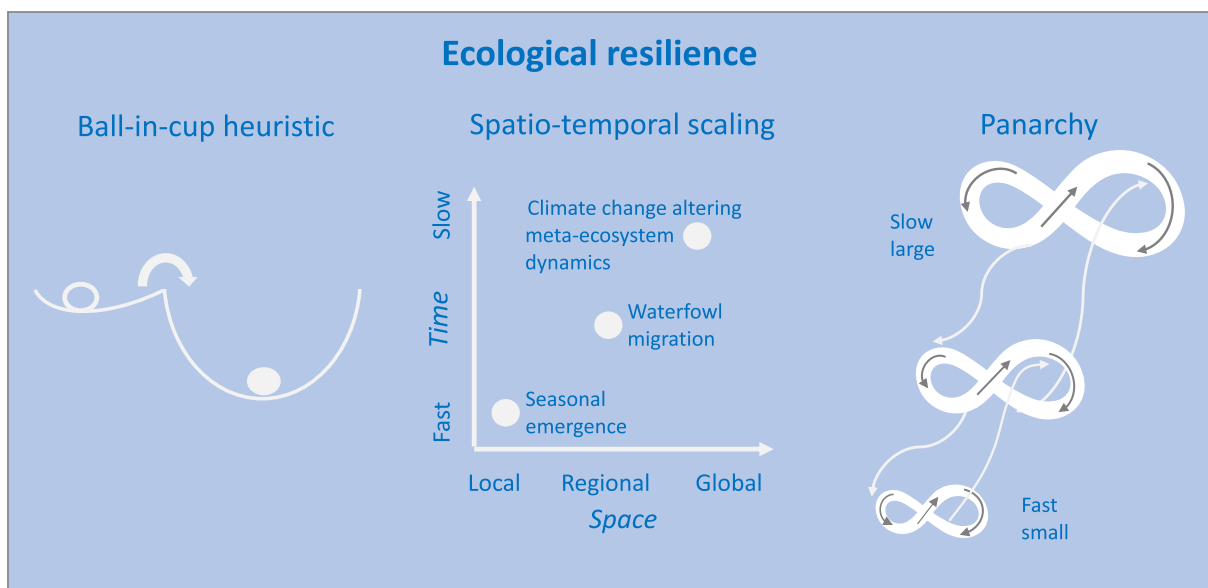 Ecological resilience
Ball-in-cup heuristic
Spatio-temporal scaling
Panarchy
Slow
Time
Fast
Climate change altering
meta-ecosystem
dynamics
Waterfowl
migration
Seasonal
emergence
Local
Regional
Global
Space
Slow
large
Fast
small